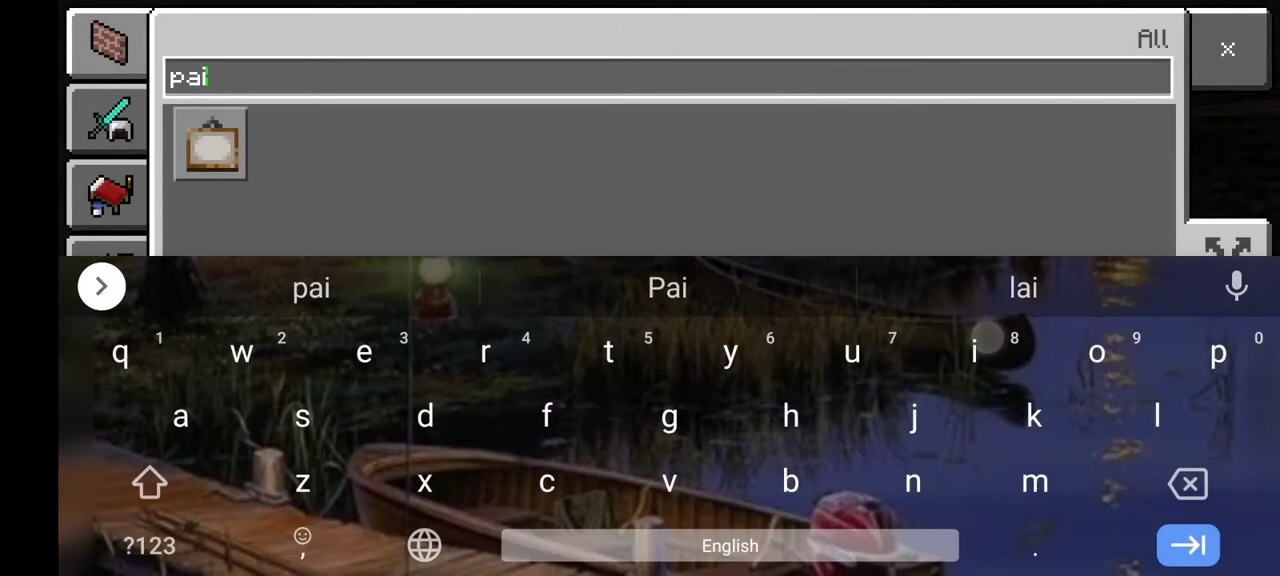 All
pai
pai Pai lai
q 1 w 2 e 3 r 4 t 5 y 6 u 7 i 8 o 9 p 0
a s d f g h j k l
z x c v b n m
?123 , English .